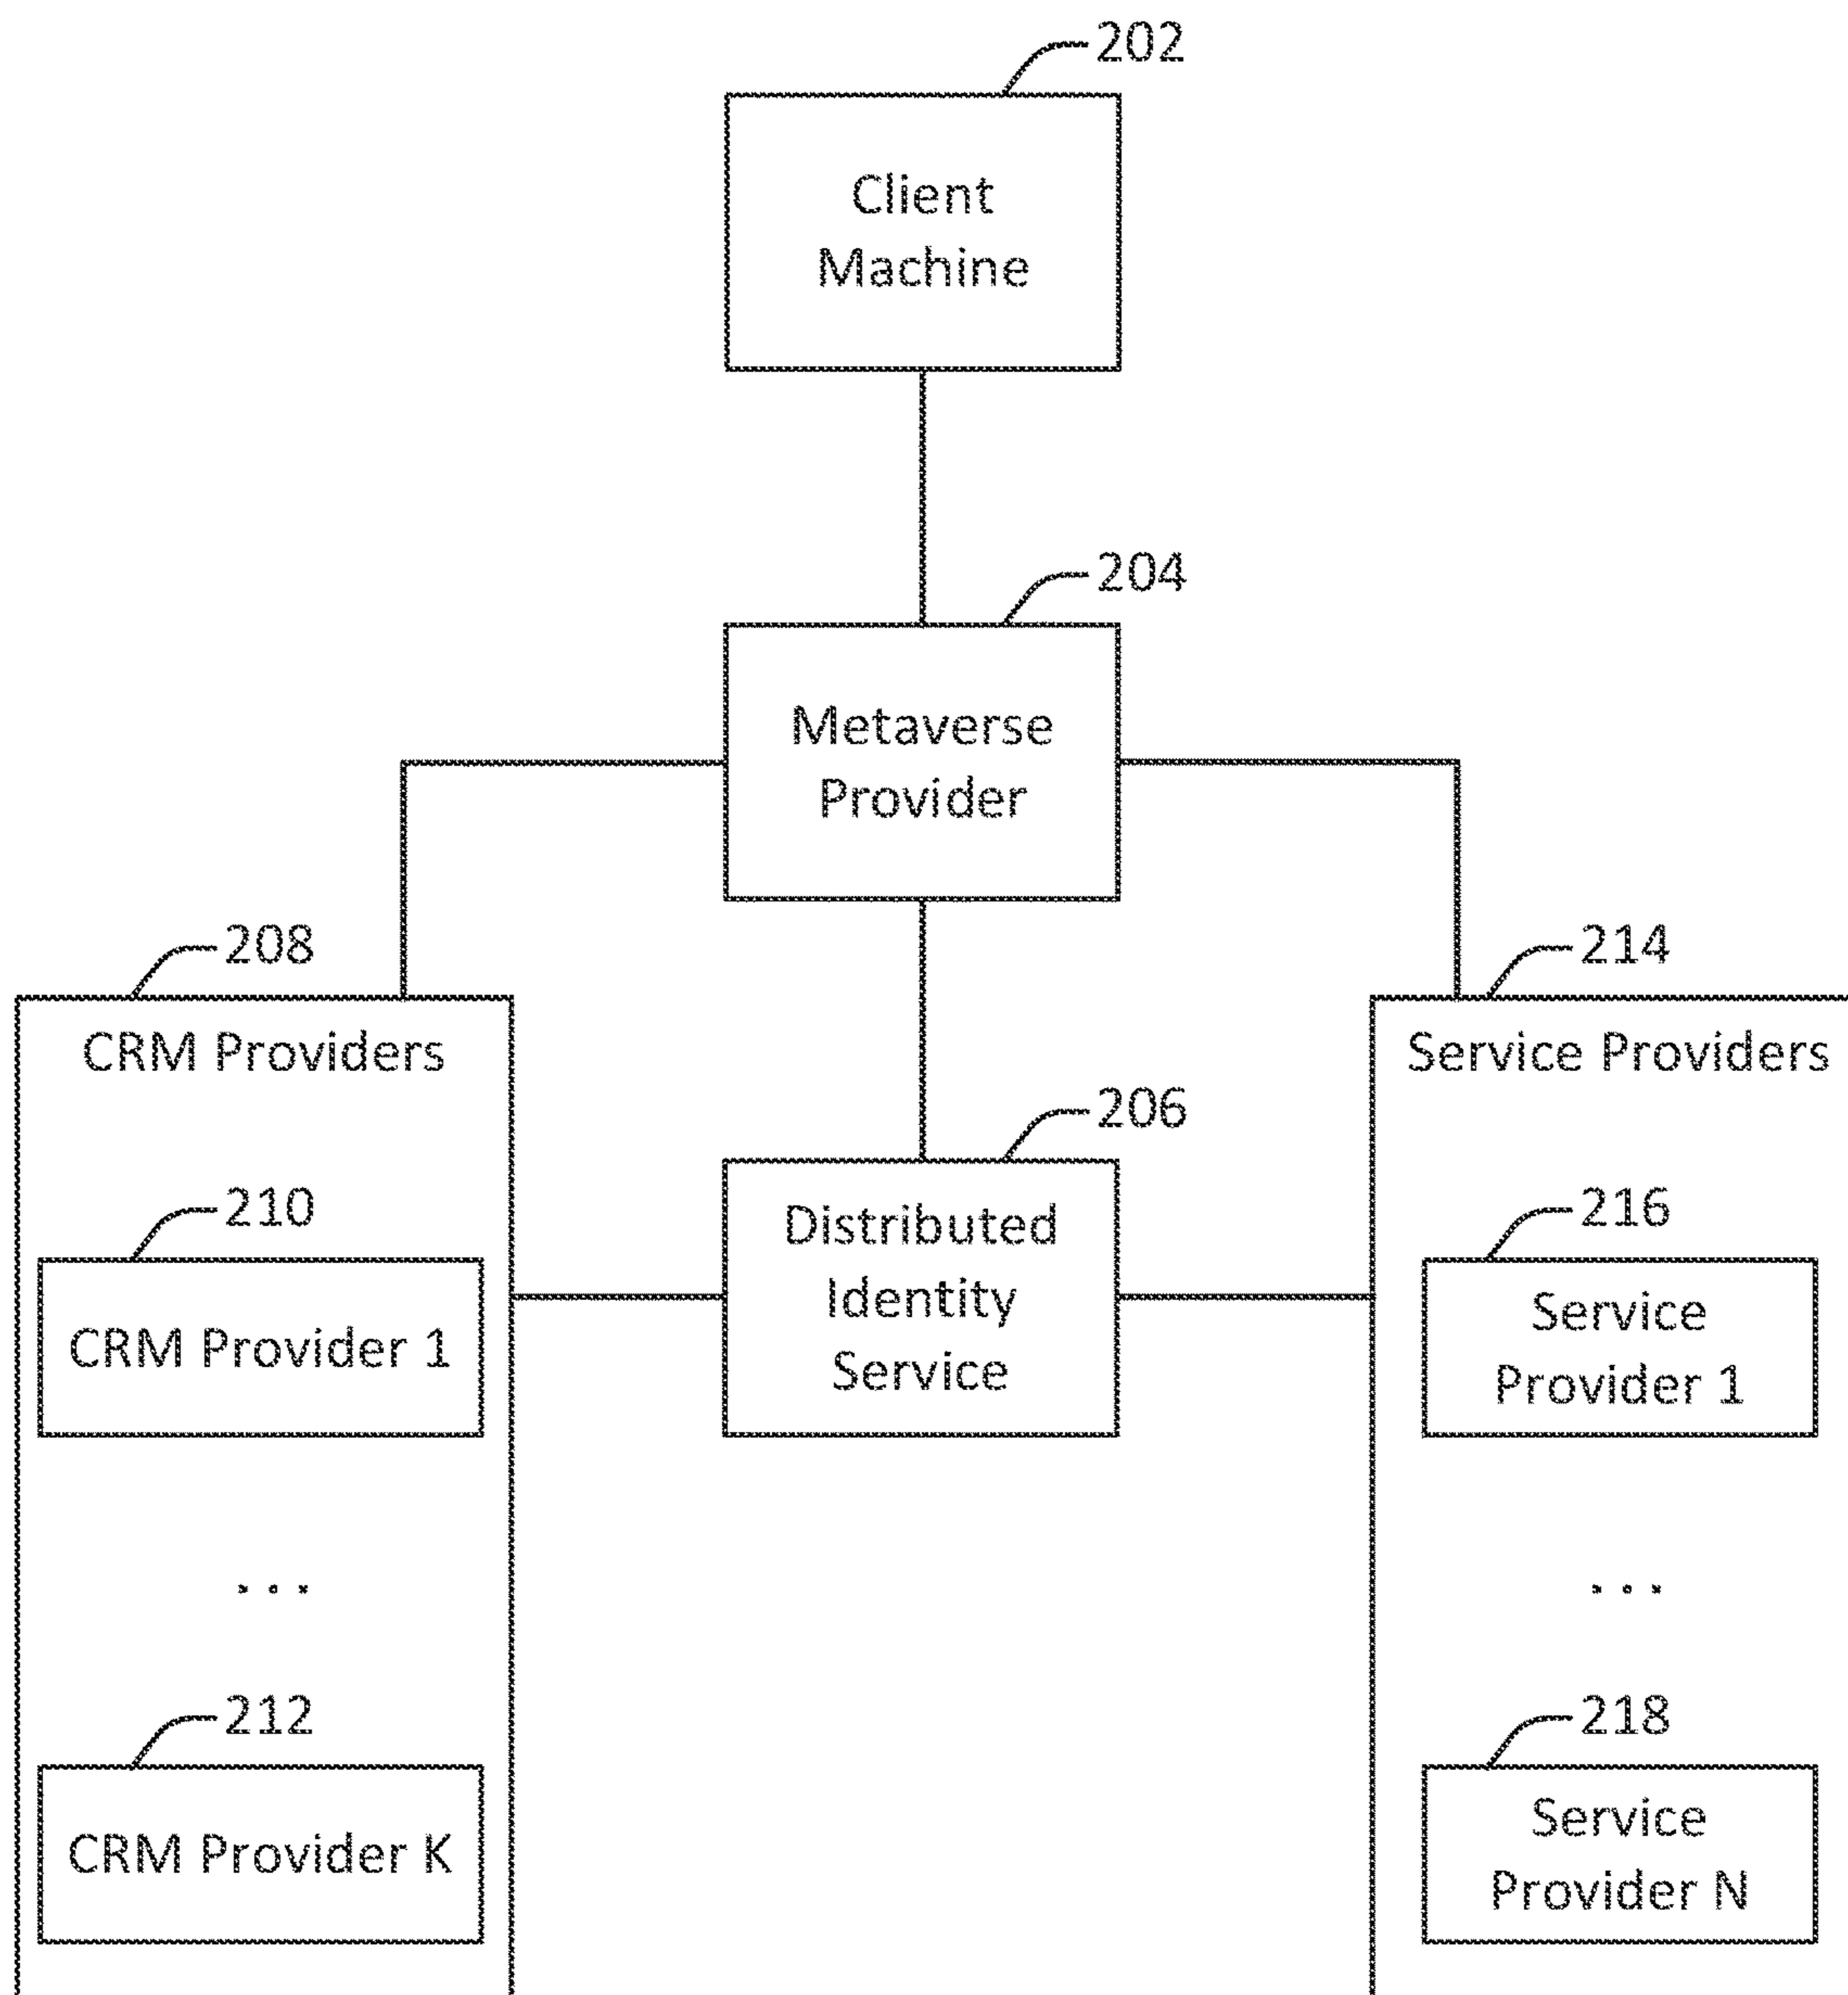 202
Client
Machine
204
Metaverse
Provider
208
CRM Providers
210
CRM Provider 1
. . .
212
CRM Provider K
206
Distributed
Identity
Service
214
Service Providers
216
Service
Provider 1
. . .
218
Service
Provider N